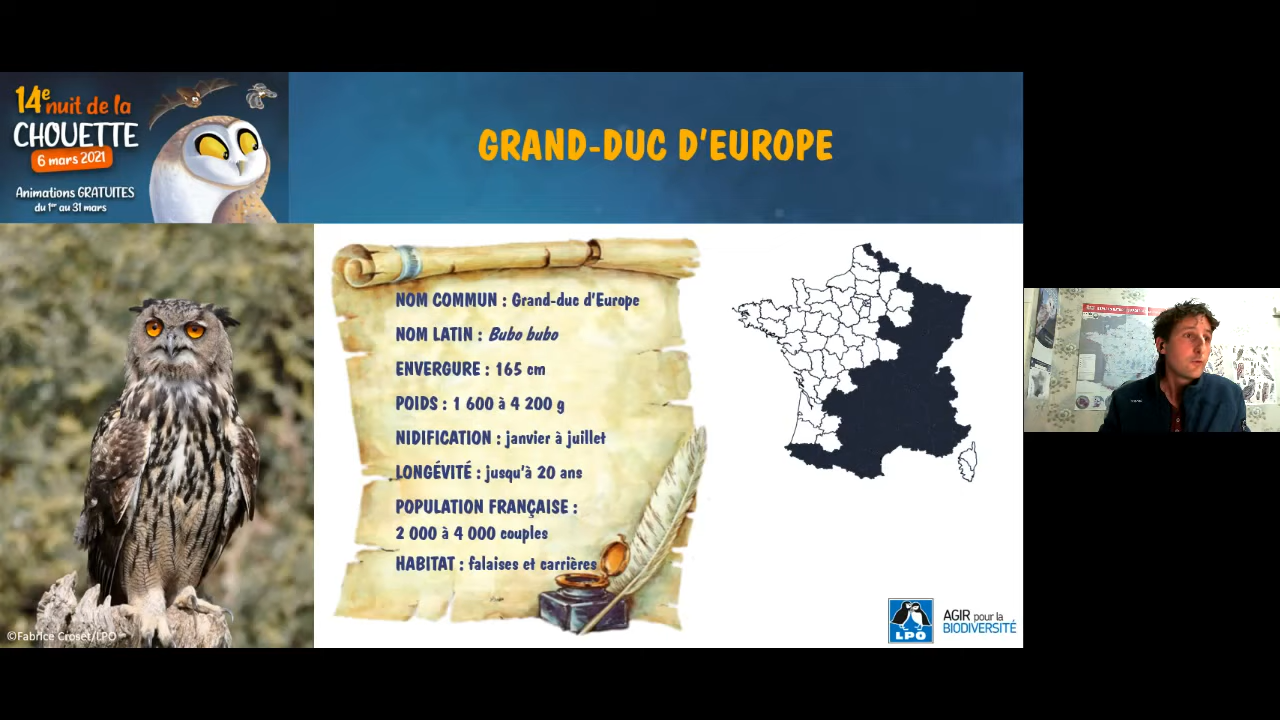 14e nuit de la
CHOUETTE
6 mars 2021
Animations GRATUITES
du 1er au 31 mars
GRAND-DUC D'EUROPE
NOM COMMUN : Grand-duc d'Europe
NOM LATIN : Bubo bubo
ENVERGURE : 165 cm
POIDS : 1 600 à 4 200 g
NIDIFICATION : janvier à juillet
LONGÉVITÉ : jusqu'à 20 ans
POPULATION FRANÇAISE :
2 000 à 4 000 couples
HABITAT : falaises et carrières
©Fabrice Croset/LPO
LPO
AGIR pour la
BIODIVERSITÉ